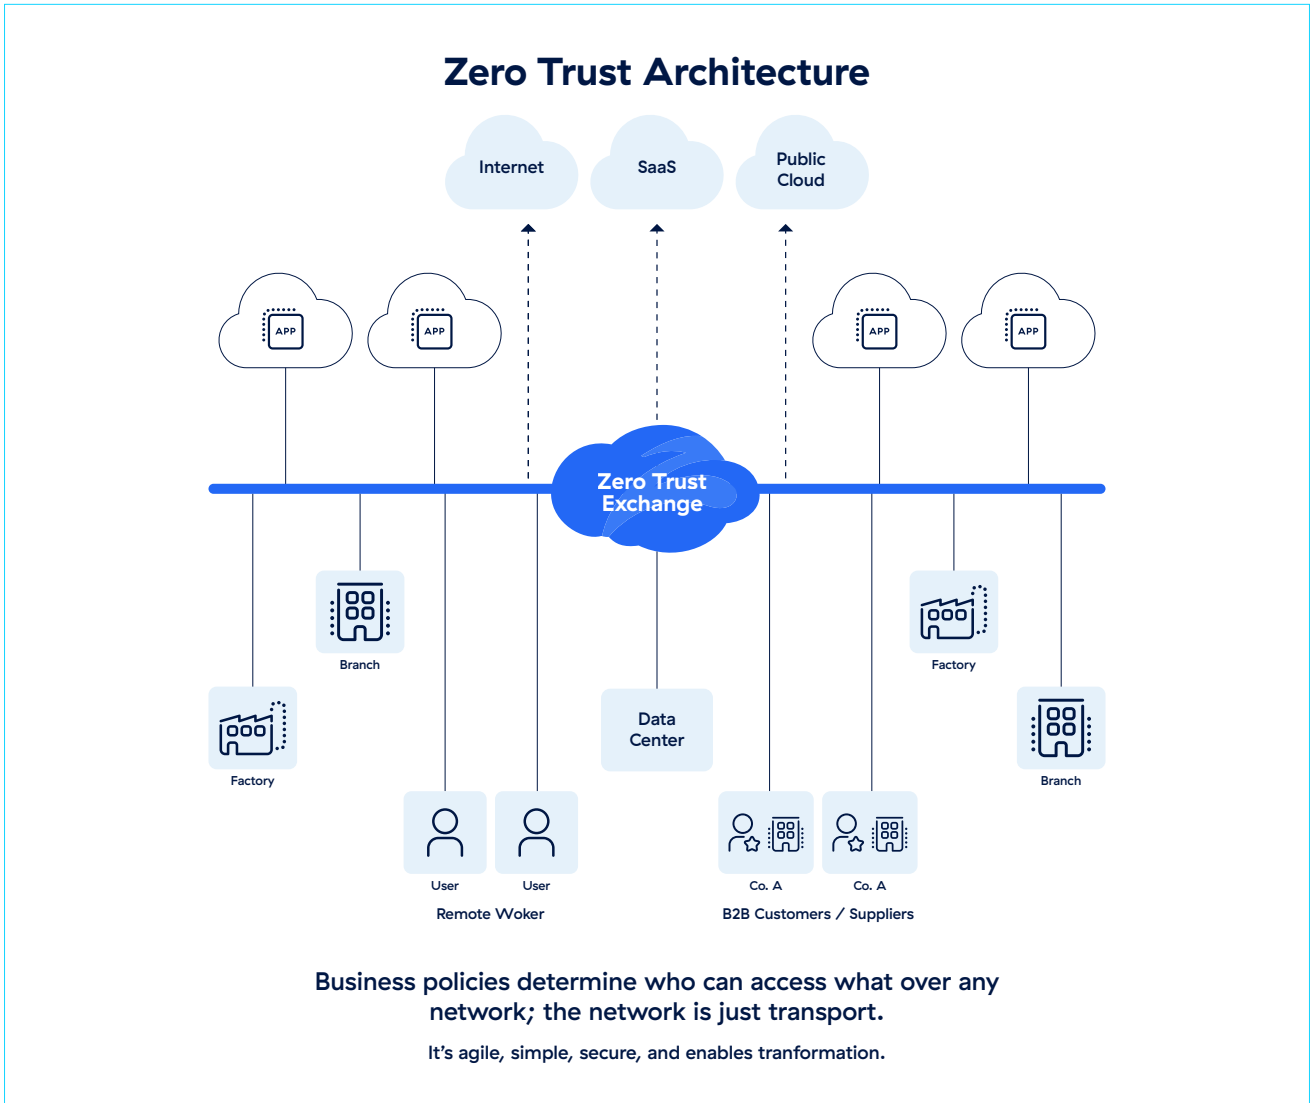 Zero Trust Architecture
Internet
SaaS
Public
Cloud
APP
APP
APP
APP
Zero Trust
Exchange
Branch
Factory
Factory
Data
Center
Branch
User
User
Co. A
Co. A
Remote Woker
B2B Customers / Suppliers
Business policies determine who can access what over any
network; the network is just transport.
It's agile, simple, secure, and enables tranformation.